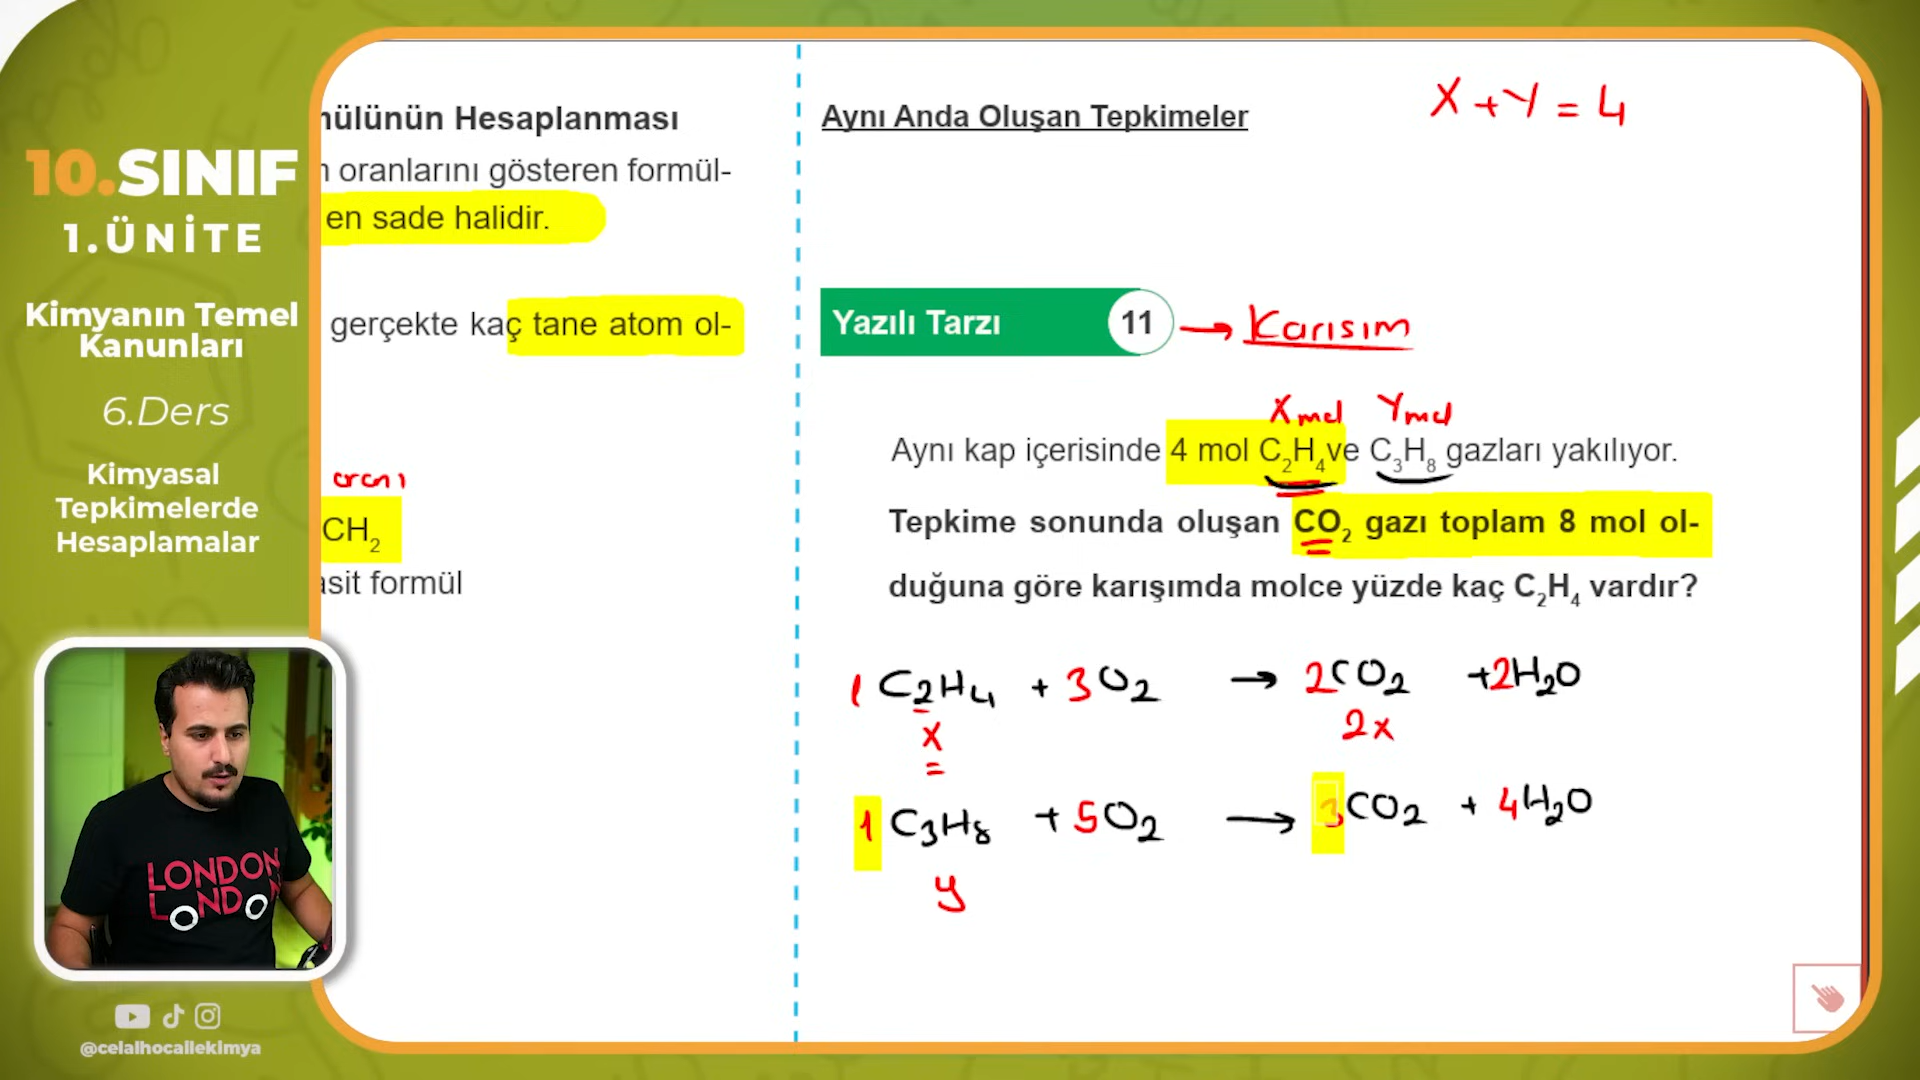 10.SINIF
1.ÜNİTE
Kimyanın Temel
Kanunları
6.Ders
Kimyasal
Tepkimelerde
Hesaplamalar
LONDON
LONDON
@celalhocaileklmya
nülünün Hesaplanması
oranlarını gösteren formül-
en sade halidir.
gerçekte kaç tane atom ol-
oranı
CH₂
asit formül
Aynı Anda Oluşan Tepkimeler
X + Y = 4
Yazılı Tarzı 11 → Karısım
X mol Y mol
Aynı kap içerisinde 4 mol C₂H₄ ve C₃H₈ gazları yakılıyor.
Tepkime sonunda oluşan CO₂ gazı toplam 8 mol ol-
duğuna göre karışımda molce yüzde kaç C₂H₄ vardır?
1 C₂H₄ + 3O₂ → 2CO₂ + 2H₂O
x 2x
1 C₃H₈ + 5O₂ → 3CO₂ + 4H₂O
y